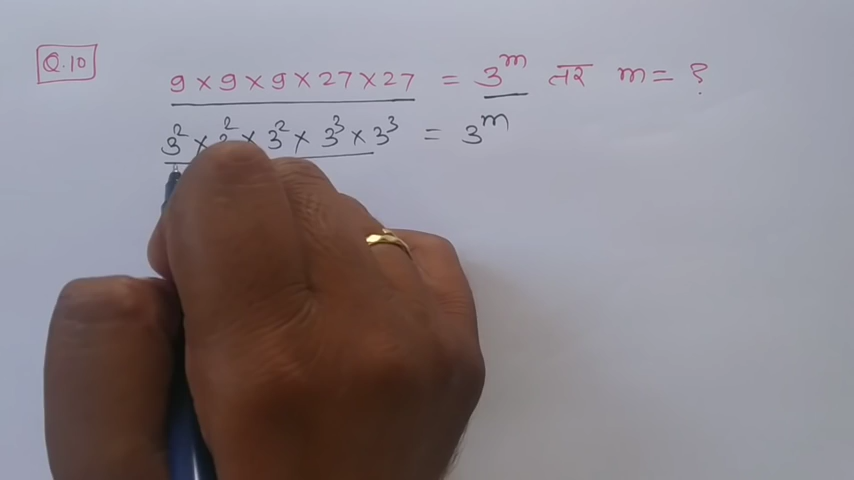 Q.10
9 × 9 × 9 × 27 × 27 = 3^m तर m = ?
3² × 3² × 3² × 3³ × 3³ = 3^m